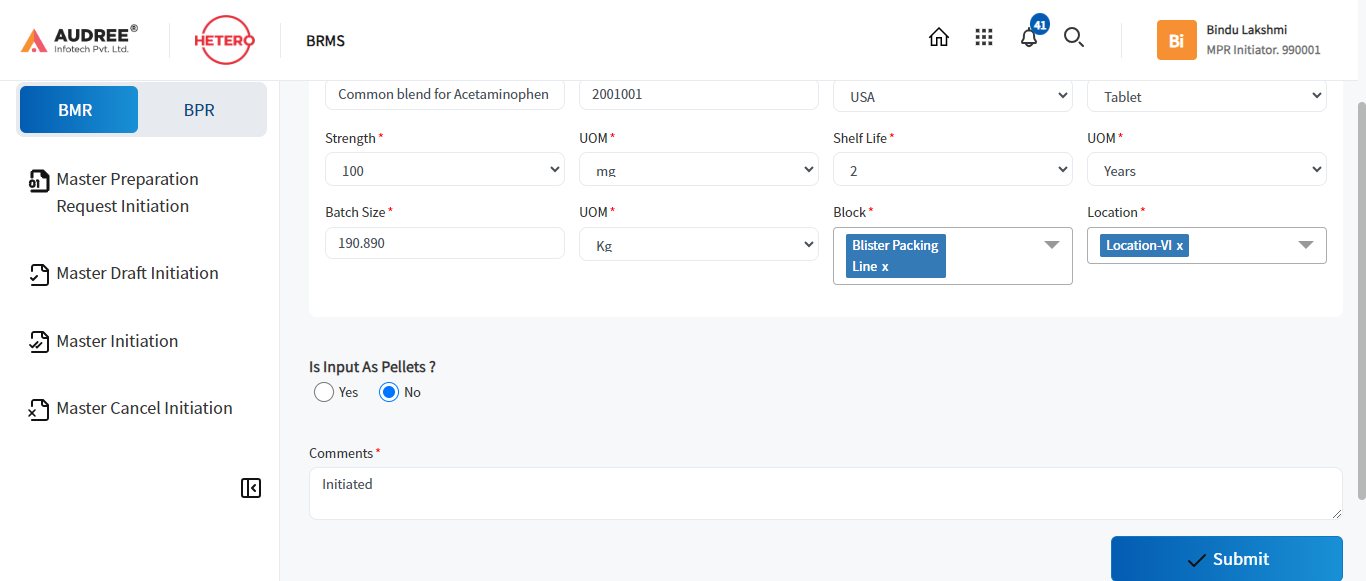 AUDREE®
Infotech Pvt. Ltd.
HETERO
BRMS
41
Bi
Bindu Lakshmi
MPR Initiator. 990001
BMR
BPR
01
Master Preparation
Request Initiation
Master Draft Initiation
Master Initiation
Master Cancel Initiation
Common blend for Acetaminophen
2001001
USA
Tablet
Strength *
UOM *
Shelf Life *
UOM *
100
mg
2
Years
Batch Size *
UOM *
Block *
Location *
190.890
Kg
Blister Packing
Line x
Location-VI x
Is Input As Pellets ?
Yes
No
Comments *
Initiated
Submit